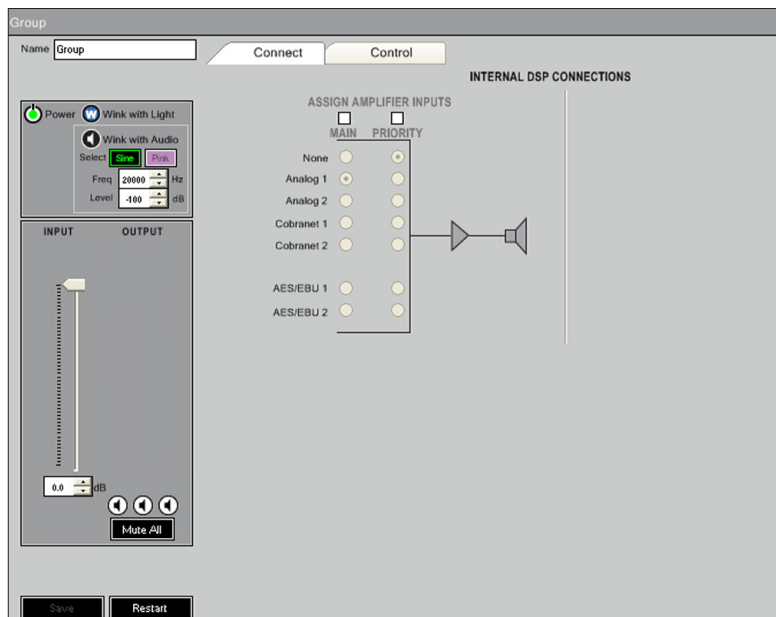 Group
Name Group
Connect Control
INTERNAL DSP CONNECTIONS
ASSIGN AMPLIFIER INPUTS
MAIN PRIORITY
None
Analog 1
Analog 2
Cobranet 1
Cobranet 2
AES/EBU 1
AES/EBU 2
Power W Wink with Light
Wink with Audio
Select Sine Pink
Freq 20000 Hz
Level -100 dB
INPUT OUTPUT
0.0 dB
Mute All
Save Restart